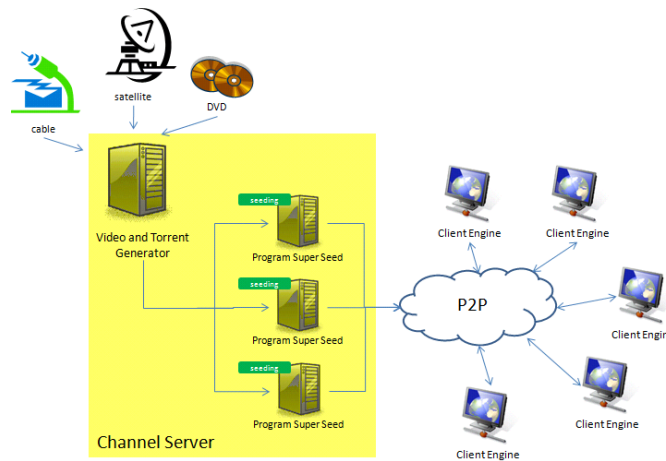 satellite
DVD
cable
Video and Torrent
Generator
seeding
Program Super Seed
seeding
Program Super Seed
seeding
Program Super Seed
Channel Server
P2P
Client Engine
Client Engine
Client Engin
Client Engine
Client Engine